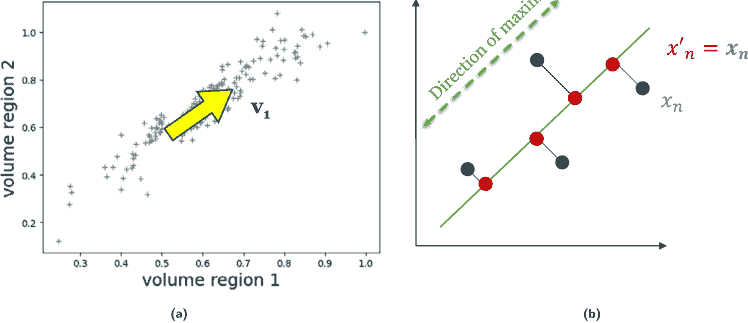 1.0
0.8
0.6
0.4
0.2
0.3 0.4 0.5 0.6 0.7 0.8 0.9 1.0
volume region 2
volume region 1
v₁
(a)
Direction of maxim
x'ₙ = xₙ
xₙ
(b)